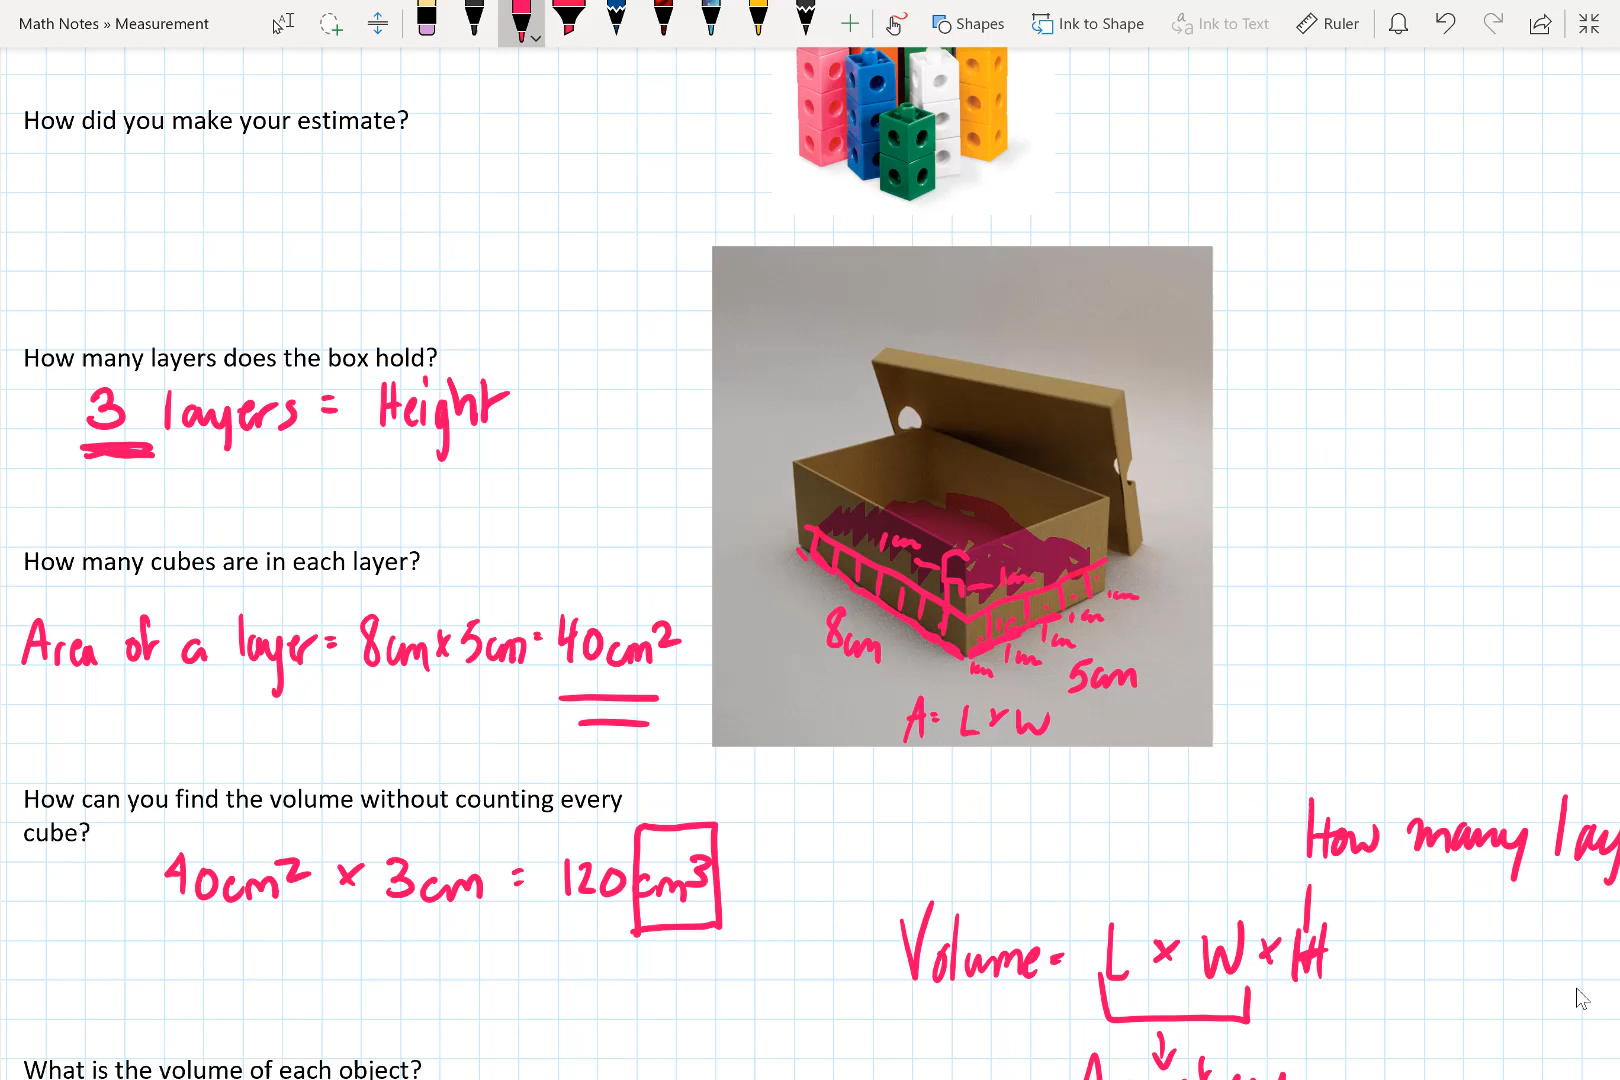 Math Notes » Measurement
Shapes
Ink to Shape
Ink to Text
Ruler
How did you make your estimate?
How many layers does the box hold?
3 layers = Height
How many cubes are in each layer?
Area of a layer = 8cm x 5cm = 40cm²
1cm
1cm
1cm
1cm
1cm
1cm
1cm
8cm
5cm
A = L x W
How can you find the volume without counting every
cube?
40cm² x 3cm = 120 cm³
How many lay
Volume = L x W x H
What is the volume of each object?